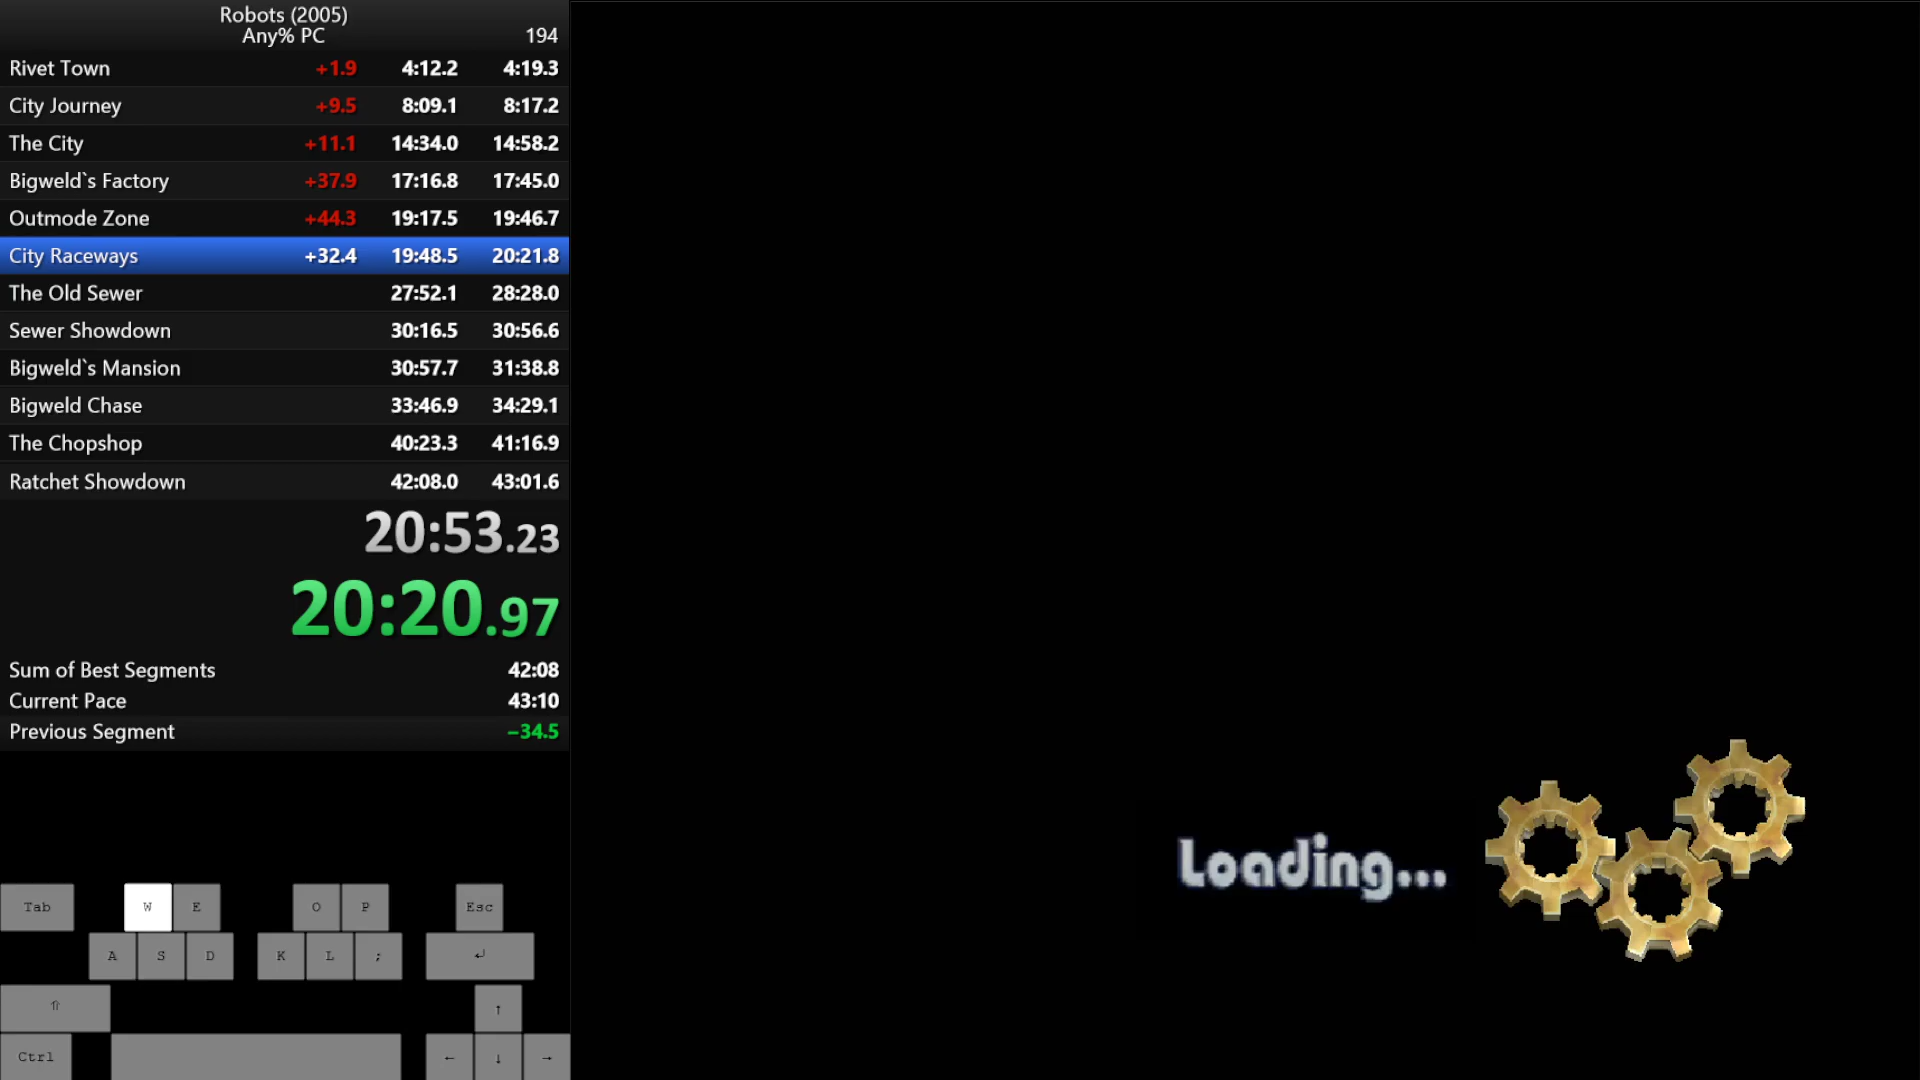 Robots (2005)
Any% PC 194
Rivet Town +1.9 4:12.2 4:19.3
City Journey +9.5 8:09.1 8:17.2
The City +11.1 14:34.0 14:58.2
Bigweld`s Factory +37.9 17:16.8 17:45.0
Outmode Zone +44.3 19:17.5 19:46.7
City Raceways +32.4 19:48.5 20:21.8
The Old Sewer 27:52.1 28:28.0
Sewer Showdown 30:16.5 30:56.6
Bigweld`s Mansion 30:57.7 31:38.8
Bigweld Chase 33:46.9 34:29.1
The Chopshop 40:23.3 41:16.9
Ratchet Showdown 42:08.0 43:01.6
20:53.23
20:20.97
Sum of Best Segments 42:08
Current Pace 43:10
Previous Segment −34.5
Loading...
Tab W E O P Esc
A S D K L ; ↵
⇧ ↑
Ctrl ← ↓ →